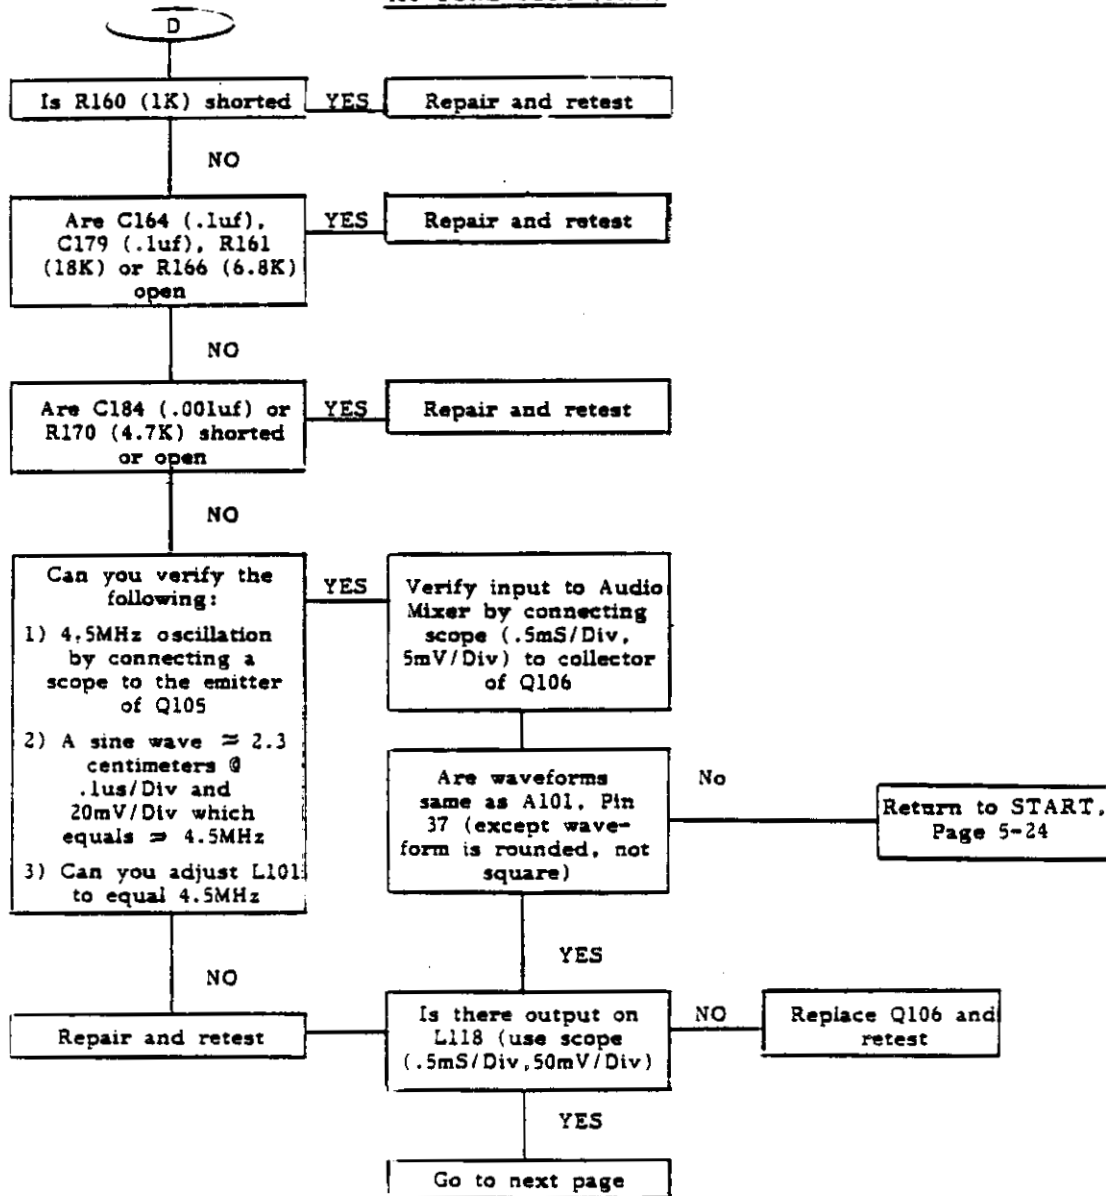 D
Is R160 (1K) shorted
YES
Repair and retest
NO
Are C164 (.1uf),
C179 (.1uf), R161
(18K) or R166 (6.8K)
open
YES
Repair and retest
NO
Are C184 (.001uf) or
R170 (4.7K) shorted
or open
YES
Repair and retest
NO
Can you verify the
following:
1) 4.5MHz oscillation
by connecting a
scope to the emitter
of Q105
2) A sine wave ≈ 2.3
centimeters @
.1us/Div and
20mV/Div which
equals ≈ 4.5MHz
3) Can you adjust L101
to equal 4.5MHz
YES
Verify input to Audio
Mixer by connecting
scope (.5mS/Div,
5mV/Div) to collector
of Q106
Are waveforms
same as A101, Pin
37 (except wave-
form is rounded, not
square)
No
Return to START,
Page 5-24
YES
NO
Repair and retest
Is there output on
L118 (use scope
(.5mS/Div,50mV/Div)
NO
Replace Q106 and
retest
YES
Go to next page